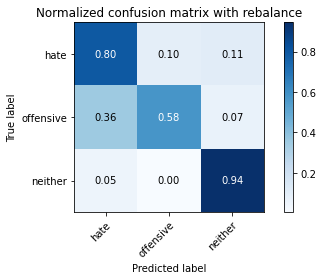 Normalized confusion matrix with rebalance
True label
hate
offensive
neither
0.80 0.10 0.11
0.36 0.58 0.07
0.05 0.00 0.94
hate
offensive
neither
Predicted label
0.8
0.6
0.4
0.2